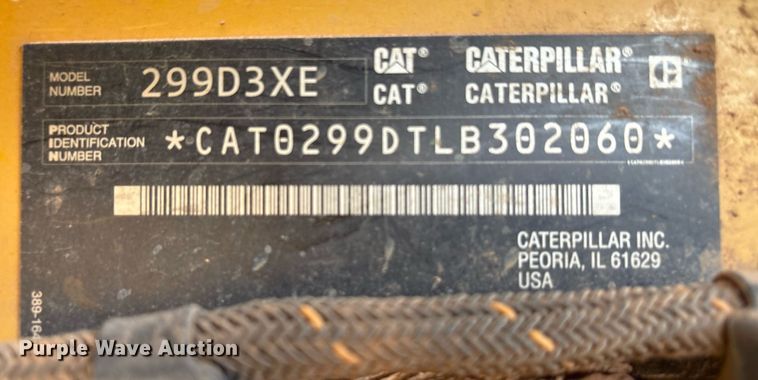 MODEL NUMBER 299D3XE
CAT® CATERPILLAR®
CAT® CATERPILLAR®
PRODUCT IDENTIFICATION NUMBER *CAT0299DTLB302060*
CATERPILLAR INC.
PEORIA, IL 61629
USA
Purple Wave Auction